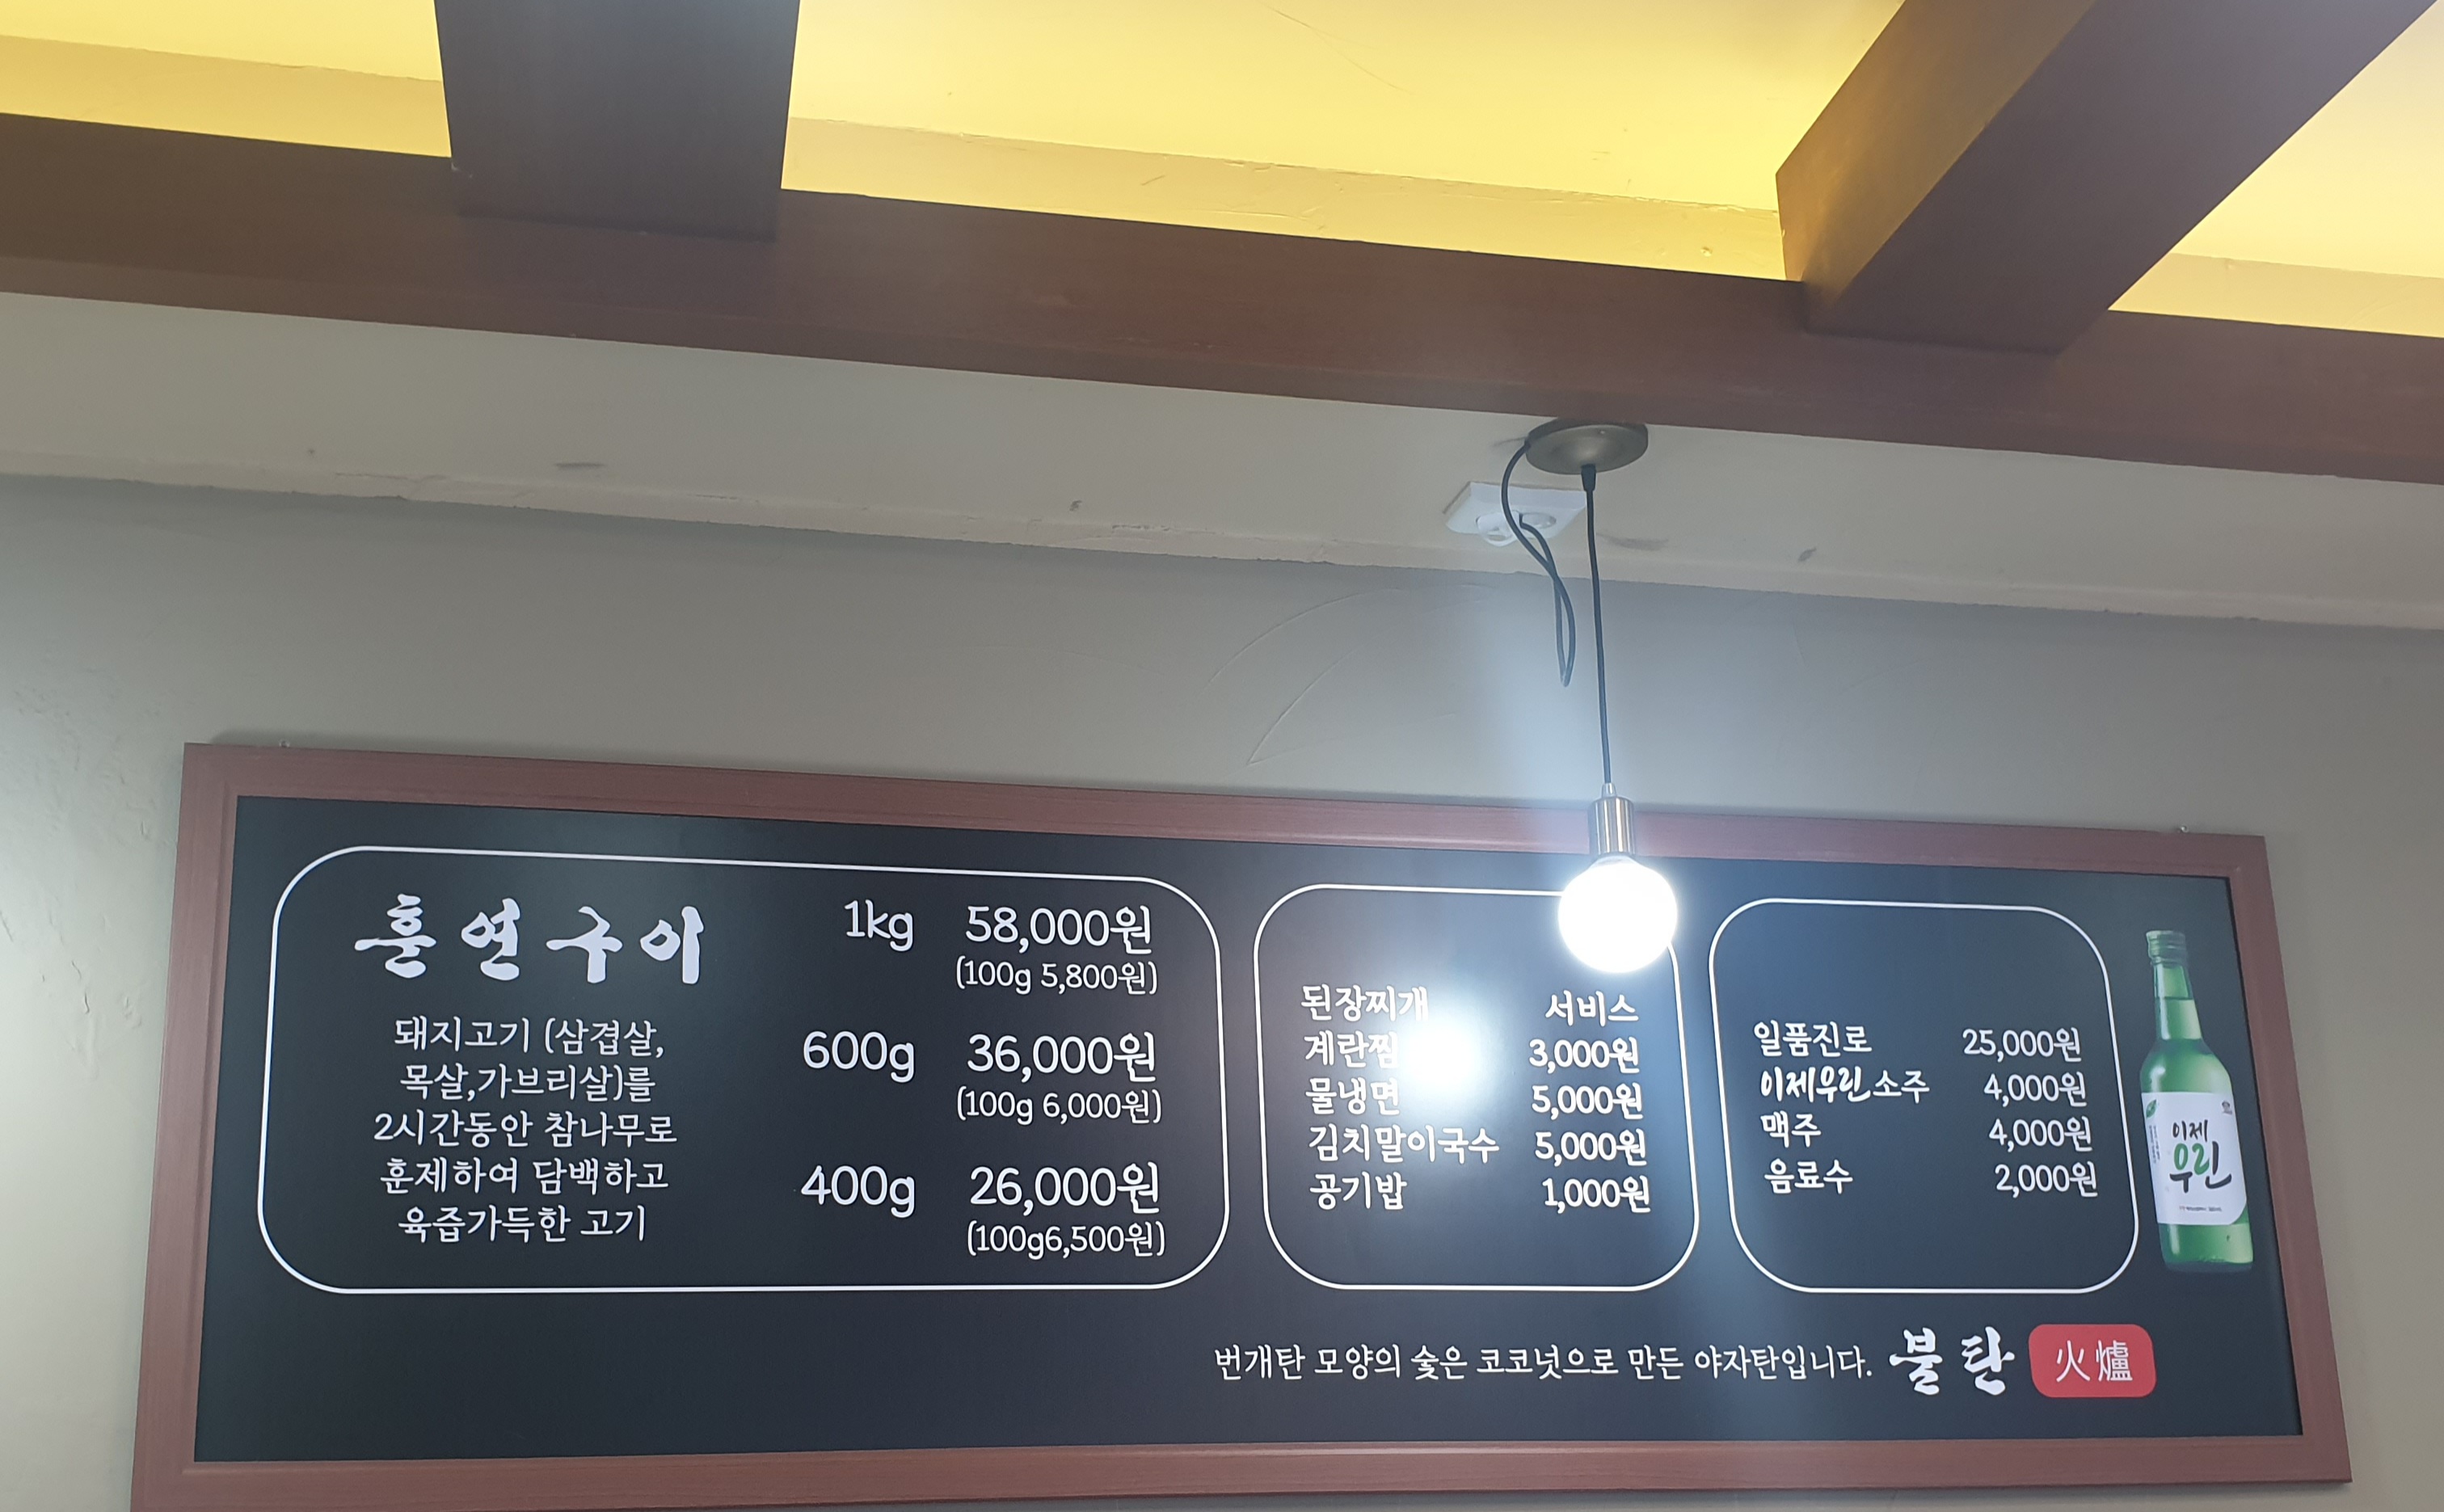 훈연구이
돼지고기 (삼겹살,
목살,가브리살)를
2시간동안 참나무로
훈제하여 담백하고
육즙가득한 고기
1kg 58,000원
(100g 5,800원)
600g 36,000원
(100g 6,000원)
400g 26,000원
(100g6,500원)
된장찌개 서비스
계란찜 3,000원
물냉면 5,000원
김치말이국수 5,000원
공기밥 1,000원
일품진로 25,000원
이제우린 소주 4,000원
맥주 4,000원
음료수 2,000원
이제
우린
번개탄 모양의 숯은 코코넛으로 만든 야자탄입니다. 불탄 火爐